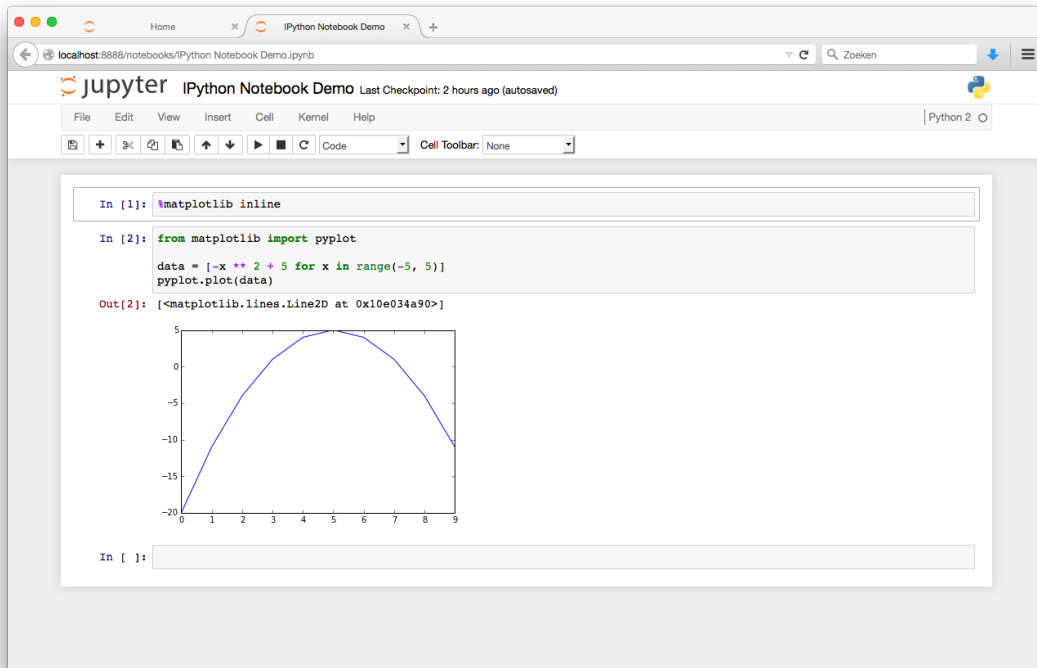 Home IPython Notebook Demo
localhost:8888/notebooks/IPython Notebook Demo.ipynb Zoeken
jupyter IPython Notebook Demo Last Checkpoint: 2 hours ago (autosaved)
File Edit View Insert Cell Kernel Help Python 2
Code Cell Toolbar: None
In [1]: %matplotlib inline
In [2]: from matplotlib import pyplot
data = [-x ** 2 + 5 for x in range(-5, 5)]
pyplot.plot(data)
Out[2]: [<matplotlib.lines.Line2D at 0x10e034a90>]
5
0
−5
−10
−15
−20
0 1 2 3 4 5 6 7 8 9
In [ ]: